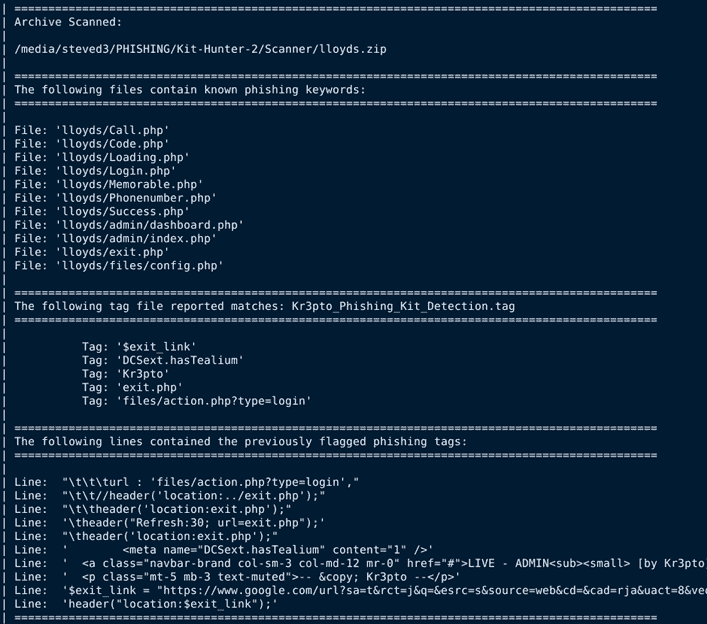 | ============================================================================
| Archive Scanned:
|
| /media/steved3/PHISHING/Kit-Hunter-2/Scanner/lloyds.zip
|
| ============================================================================
| The following files contain known phishing keywords:
| ============================================================================
|
| File: 'lloyds/Call.php'
| File: 'lloyds/Code.php'
| File: 'lloyds/Loading.php'
| File: 'lloyds/Login.php'
| File: 'lloyds/Memorable.php'
| File: 'lloyds/Phonenumber.php'
| File: 'lloyds/Success.php'
| File: 'lloyds/admin/dashboard.php'
| File: 'lloyds/admin/index.php'
| File: 'lloyds/exit.php'
| File: 'lloyds/files/config.php'
|
| ============================================================================
| The following tag file reported matches: Kr3pto_Phishing_Kit_Detection.tag
| ============================================================================
|
|           Tag: '$exit_link'
|           Tag: 'DCSext.hasTealium'
|           Tag: 'Kr3pto'
|           Tag: 'exit.php'
|           Tag: 'files/action.php?type=login'
|
| ============================================================================
| The following lines contained the previously flagged phishing tags:
| ============================================================================
|
| Line:  "\t\t\turl : 'files/action.php?type=login',"
| Line:  "\t\t//header('location:../exit.php');"
| Line:  "\t\theader('location:exit.php');"
| Line:  '\theader("Refresh:30; url=exit.php");'
| Line:  "\theader('location:exit.php');"
| Line:  '        <meta name="DCSext.hasTealium" content="1" />'
| Line:  '  <a class="navbar-brand col-sm-3 col-md-12 mr-0" href="#">LIVE - ADMIN<sub><small> [by Kr3pto
| Line:  '  <p class="mt-5 mb-3 text-muted">-- &copy; Kr3pto --</p>'
| Line:  '$exit_link = "https://www.google.com/url?sa=t&rct=j&q=&esrc=s&source=web&cd=&cad=rja&uact=8&ved
| Line:  'header("location:$exit_link");'
| ============================================================================